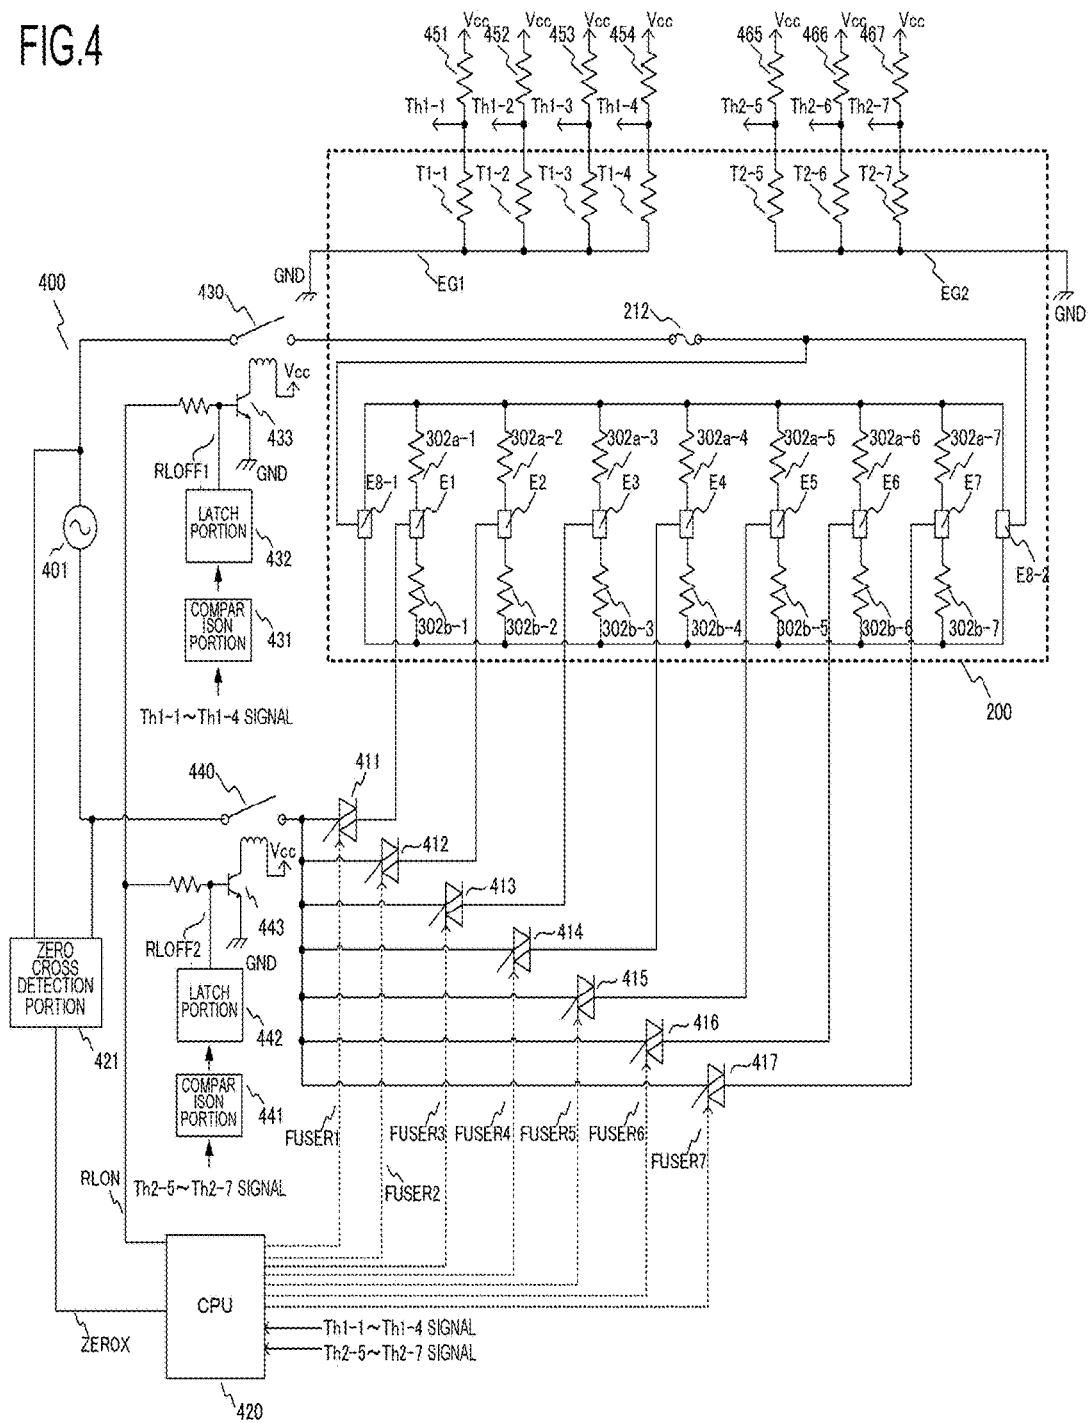 FIG.4
Vcc Vcc Vcc Vcc Vcc Vcc Vcc
451 452 453 454 465 466 467
Th1-1 Th1-2 Th1-3 Th1-4 Th2-5 Th2-6 Th2-7
T1-1 T1-2 T1-3 T1-4 T2-5 T2-6 T2-7
GND EG1 EG2 GND
400 430 212
Vcc
433
RLOFF1 GND
302a-1 302a-2 302a-3 302a-4 302a-5 302a-6 302a-7
E8-1 E1 E2 E3 E4 E5 E6 E7
E8-2
401
LATCH
PORTION
432
COMPAR
ISON
PORTION
431
302b-1 302b-2 302b-3 302b-4 302b-5 302b-6 302b-7
Th1-1~Th1-4 SIGNAL
200
440 411
Vcc
412
443
413
RLOFF2 GND
414
ZERO
CROSS
DETECTION
PORTION
421
LATCH
PORTION
442
415
416
417
COMPAR
ISON
PORTION
441
FUSER1 FUSER3 FUSER4 FUSER5 FUSER6
FUSER7
RLON
Th2-5~Th2-7 SIGNAL
FUSER2
CPU
ZEROX
Th1-1~Th1-4 SIGNAL
Th2-5~Th2-7 SIGNAL
420